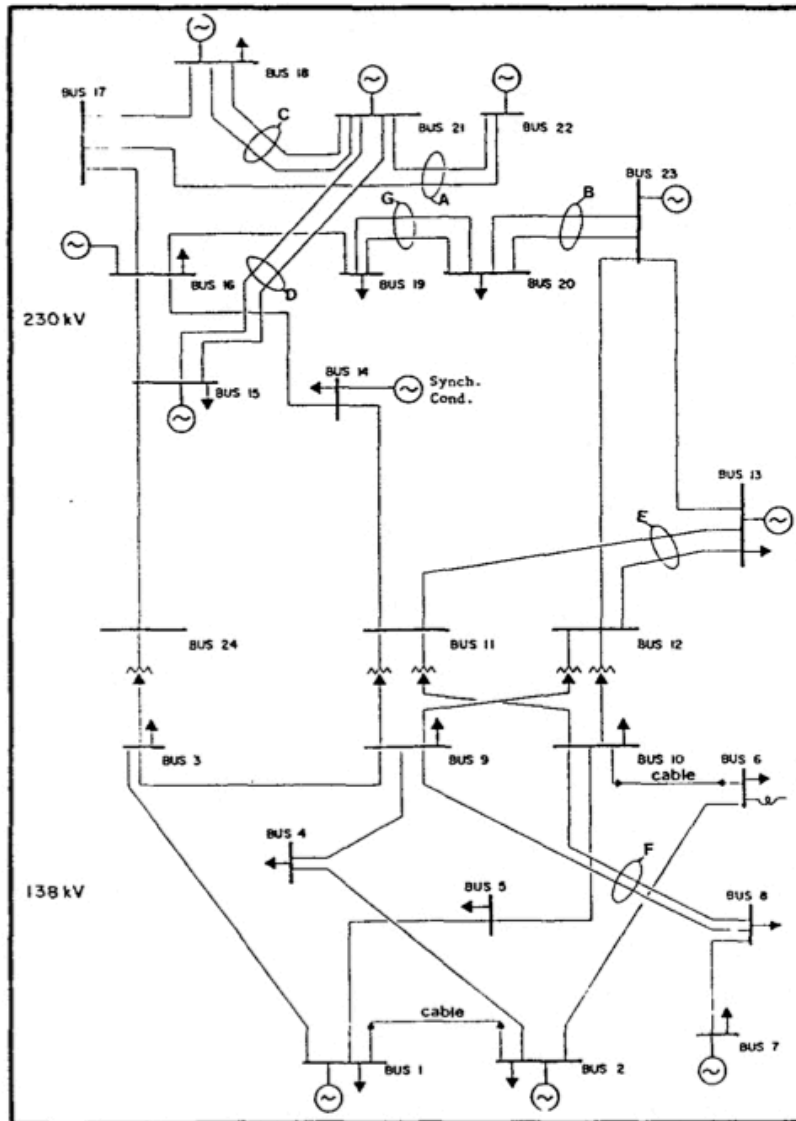 BUS 18
BUS 17
C
BUS 21
BUS 22
A
BUS 23
B
G
BUS 16
D
BUS 19
BUS 20
230 kV
BUS 14
Synch.
Cond.
BUS 15
BUS 13
E
BUS 24
BUS 11
BUS 12
BUS 3
BUS 9
BUS 10
BUS 6
cable
BUS 4
F
138 kV
BUS 5
BUS 8
cable
BUS 1
BUS 2
BUS 7